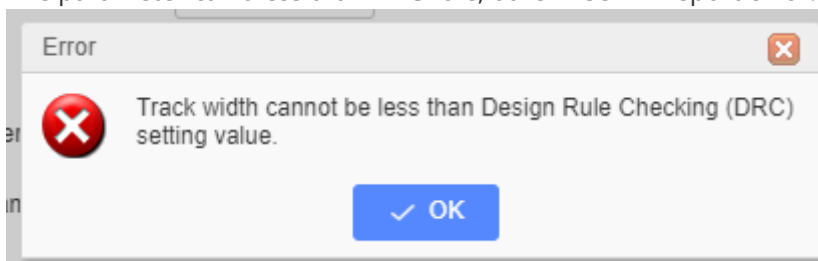 Error
Track width cannot be less than Design Rule Checking (DRC)
setting value.
OK